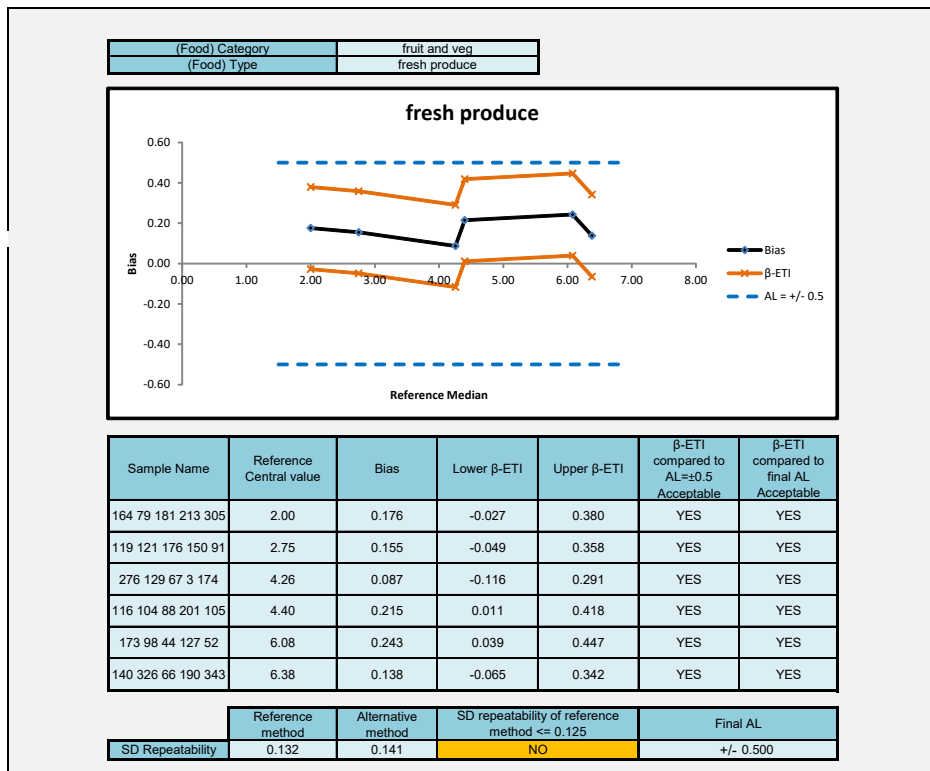 (Food) Category fruit and veg
(Food) Type fresh produce
fresh produce
0.60
0.40
0.20
0.00
-0.20
-0.40
-0.60
0.00 1.00 2.00 3.00 4.00 5.00 6.00 7.00 8.00
Bias
Reference Median
Bias
β-ETI
AL = +/- 0.5
Sample Name Reference Central value Bias Lower β-ETI Upper β-ETI β-ETI compared to AL=±0.5 Acceptable β-ETI compared to final AL Acceptable
164 79 181 213 305 2.00 0.176 -0.027 0.380 YES YES
119 121 176 150 91 2.75 0.155 -0.049 0.358 YES YES
276 129 67 3 174 4.26 0.087 -0.116 0.291 YES YES
116 104 88 201 105 4.40 0.215 0.011 0.418 YES YES
173 98 44 127 52 6.08 0.243 0.039 0.447 YES YES
140 326 66 190 343 6.38 0.138 -0.065 0.342 YES YES
Reference method Alternative method SD repeatability of reference method <= 0.125 Final AL
SD Repeatability 0.132 0.141 NO +/- 0.500